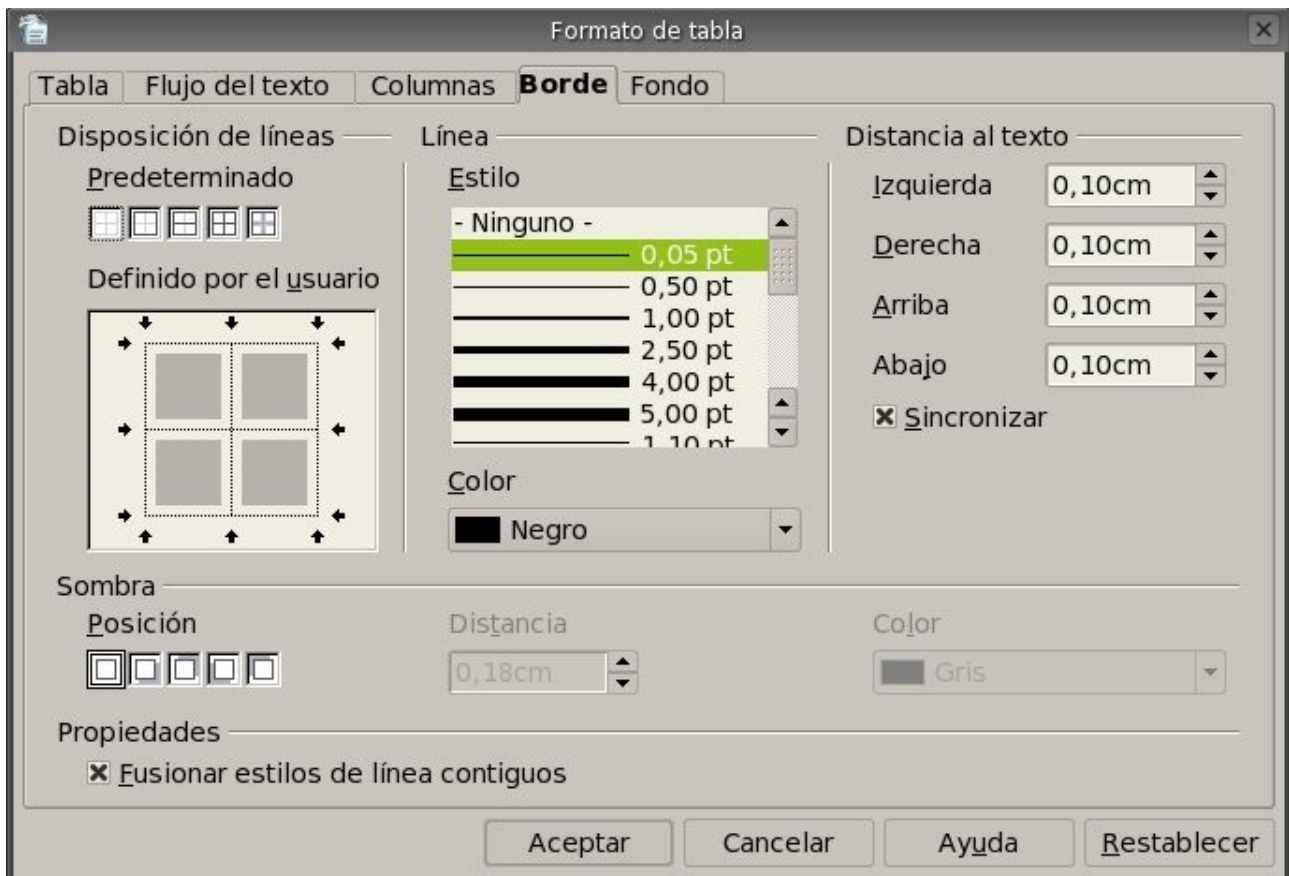 Formato de tabla
Tabla
Flujo del texto
Columnas
Borde
Fondo
Disposición de líneas
Predeterminado
Definido por el usuario
Línea
Estilo
- Ninguno -
0,05 pt
0,50 pt
1,00 pt
2,50 pt
4,00 pt
5,00 pt
1,10 pt
Color
Negro
Distancia al texto
Izquierda 0,10cm
Derecha 0,10cm
Arriba 0,10cm
Abajo 0,10cm
Sincronizar
Sombra
Posición
Distancia
0,18cm
Color
Gris
Propiedades
Fusionar estilos de línea contiguos
Aceptar
Cancelar
Ayuda
Restablecer